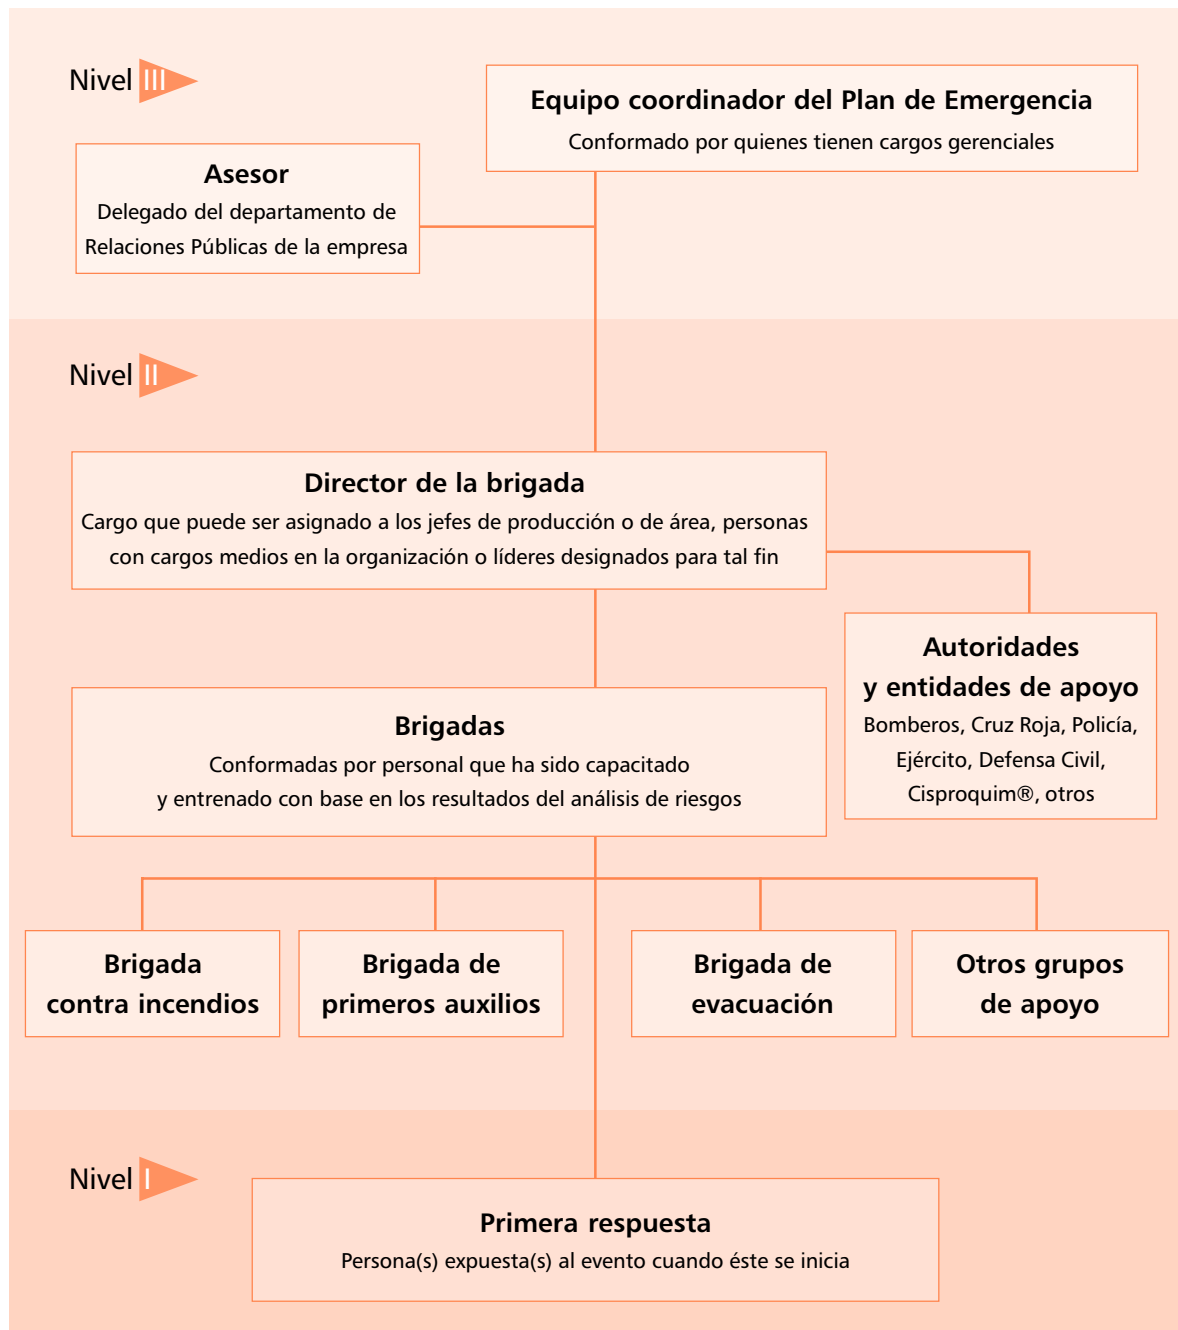 Nivel III
Equipo coordinador del Plan de Emergencia
Conformado por quienes tienen cargos gerenciales
Asesor
Delegado del departamento de
Relaciones Públicas de la empresa
Nivel II
Director de la brigada
Cargo que puede ser asignado a los jefes de producción o de área, personas
con cargos medios en la organización o líderes designados para tal fin
Autoridades
y entidades de apoyo
Bomberos, Cruz Roja, Policía,
Ejército, Defensa Civil,
Cisproquim®, otros
Brigadas
Conformadas por personal que ha sido capacitado
y entrenado con base en los resultados del análisis de riesgos
Brigada
contra incendios
Brigada de
primeros auxilios
Brigada de
evacuación
Otros grupos
de apoyo
Nivel I
Primera respuesta
Persona(s) expuesta(s) al evento cuando éste se inicia